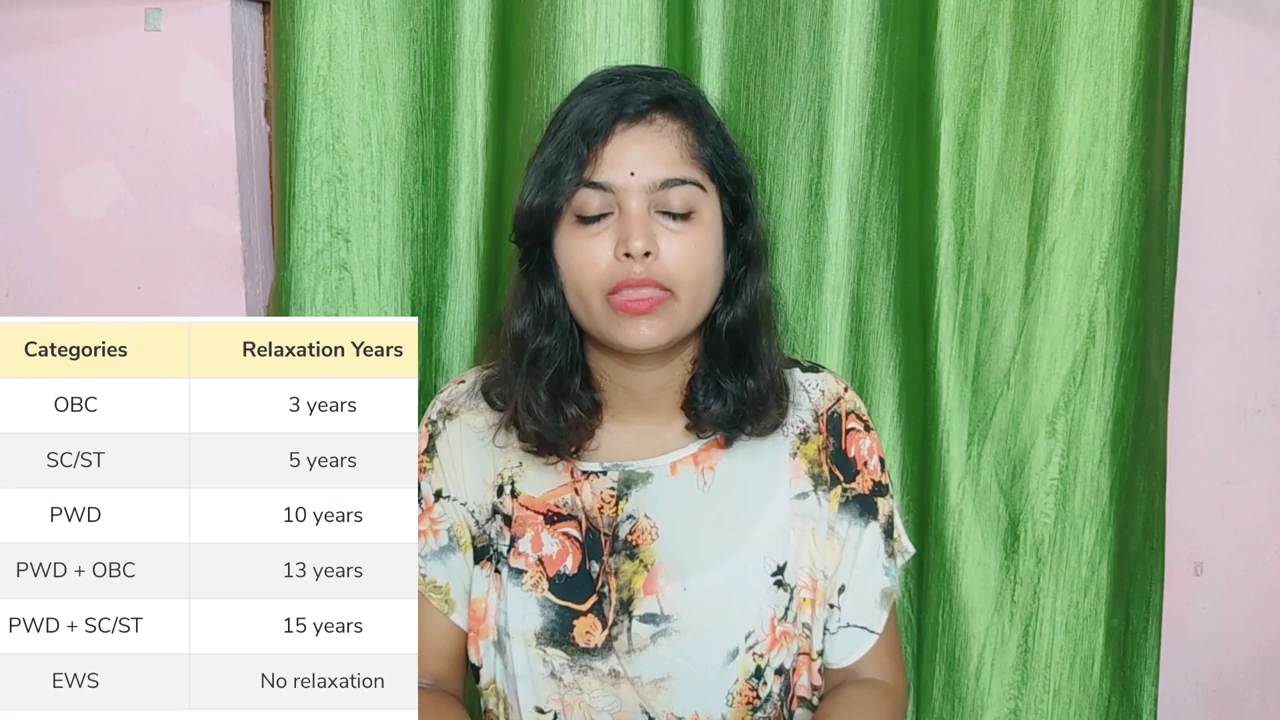 Categories Relaxation Years
OBC 3 years
SC/ST 5 years
PWD 10 years
PWD + OBC 13 years
PWD + SC/ST 15 years
EWS No relaxation